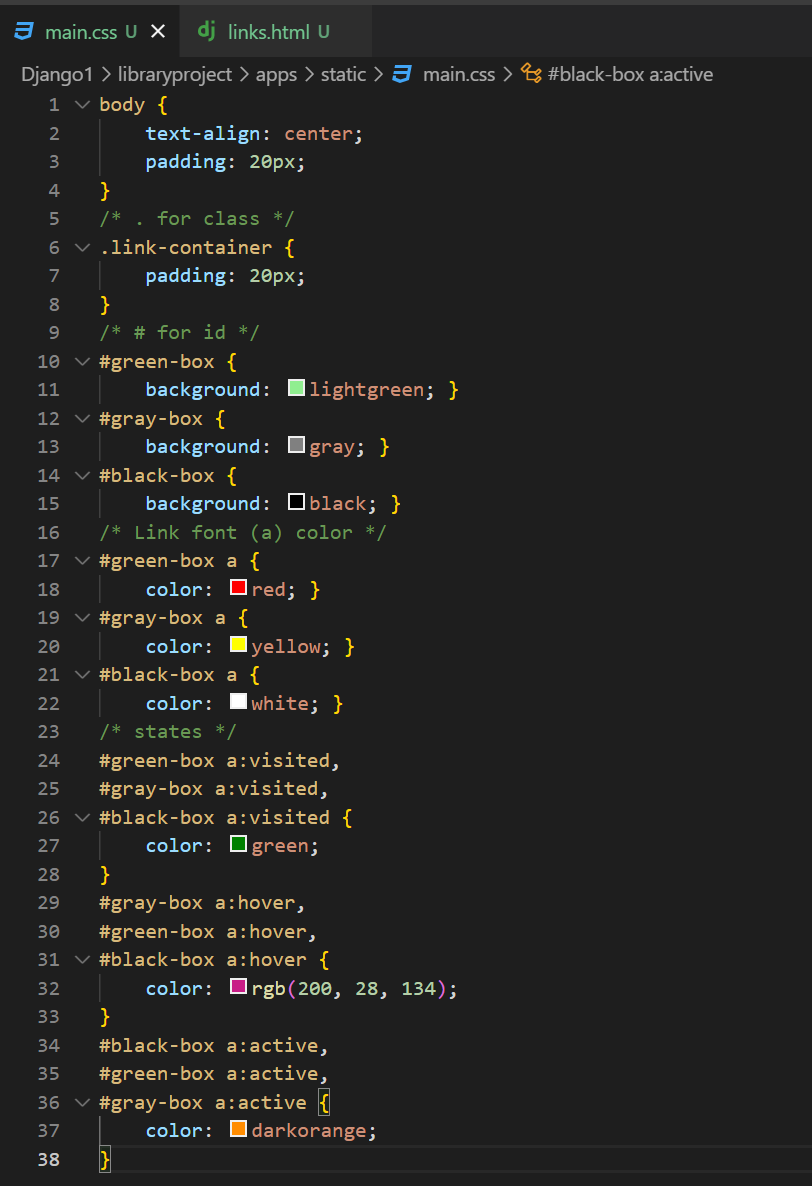 main.css U ×
dj links.html U
Django1 > libraryproject > apps > static > main.css > #black-box a:active
1 body {
2     text-align: center;
3     padding: 20px;
4 }
5 /* . for class */
6 .link-container {
7     padding: 20px;
8 }
9 /* # for id */
10 #green-box {
11     background: lightgreen; }
12 #gray-box {
13     background: gray; }
14 #black-box {
15     background: black; }
16 /* Link font (a) color */
17 #green-box a {
18     color: red; }
19 #gray-box a {
20     color: yellow; }
21 #black-box a {
22     color: white; }
23 /* states */
24 #green-box a:visited,
25 #gray-box a:visited,
26 #black-box a:visited {
27     color: green;
28 }
29 #gray-box a:hover,
30 #green-box a:hover,
31 #black-box a:hover {
32     color: rgb(200, 28, 134);
33 }
34 #black-box a:active,
35 #green-box a:active,
36 #gray-box a:active {
37     color: darkorange;
38 }